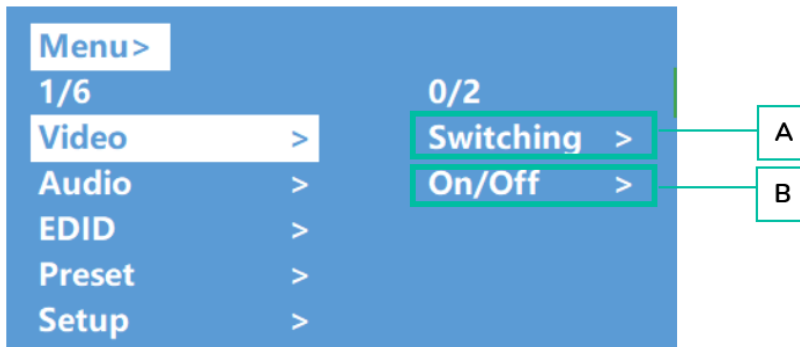 Menu>
1/6
0/2
Video >
Switching >
A
Audio >
On/Off >
B
EDID >
Preset >
Setup >